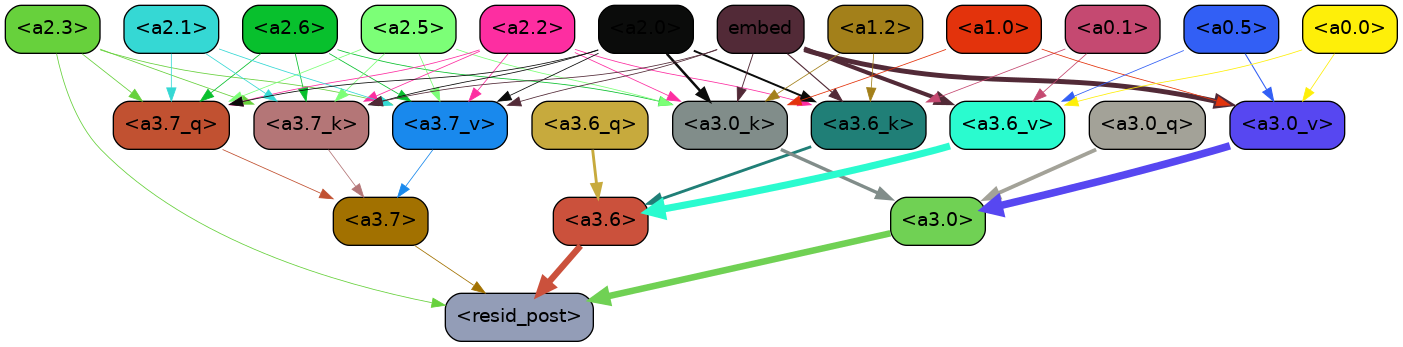 <a2.3> <a2.1> <a2.6> <a2.5> <a2.2> <a2.0> embed <a1.2> <a1.0> <a0.1> <a0.5> <a0.0>
<a3.7_q> <a3.7_k> <a3.7_v> <a3.6_q> <a3.0_k> <a3.6_k> <a3.6_v> <a3.0_q> <a3.0_v>
<a3.7> <a3.6> <a3.0>
<resid_post>